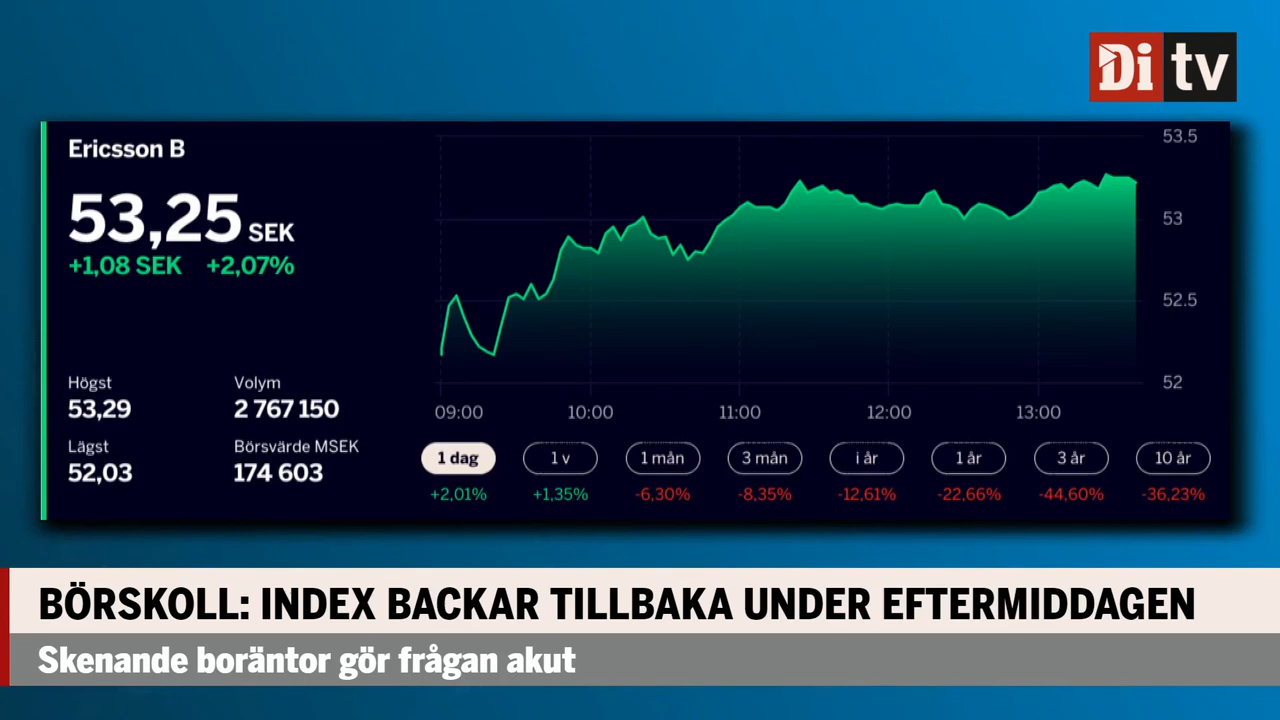 Di tv
Ericsson B
53,25 SEK
+1,08 SEK +2,07%
Högst Volym
53,29 2 767 150
Lägst Börsvärde MSEK
52,03 174 603
53.5
53
52.5
52
09:00 10:00 11:00 12:00 13:00
1 dag 1 v 1 mån 3 mån i år 1 år 3 år 10 år
+2,01% +1,35% -6,30% -8,35% -12,61% -22,66% -44,60% -36,23%
BÖRSKOLL: INDEX BACKAR TILLBAKA UNDER EFTERMIDDAGEN
Skenande boräntor gör frågan akut